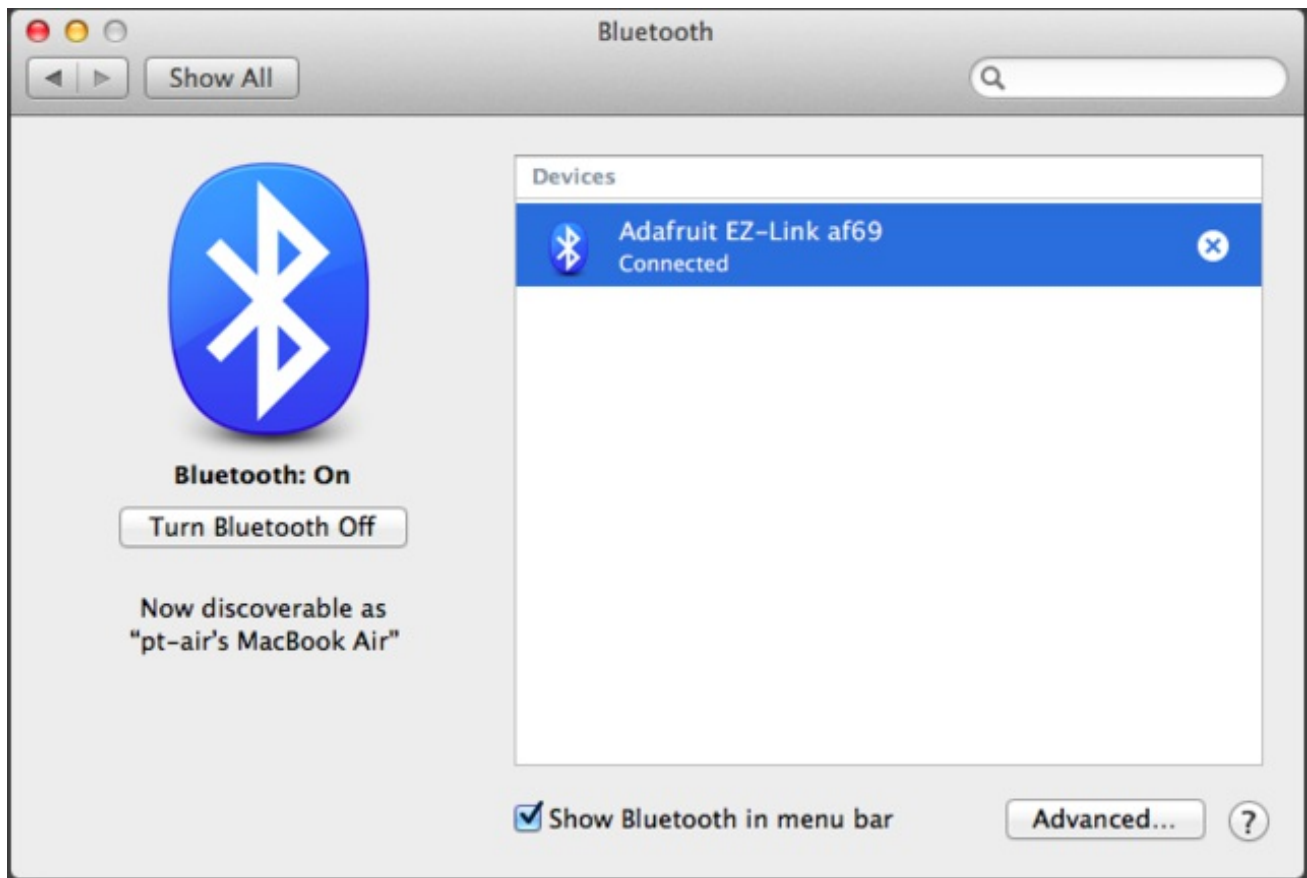 Bluetooth
Show All
Devices
Adafruit EZ-Link af69
Connected
Bluetooth: On
Turn Bluetooth Off
Now discoverable as
“pt-air’s MacBook Air”
Show Bluetooth in menu bar
Advanced...
?